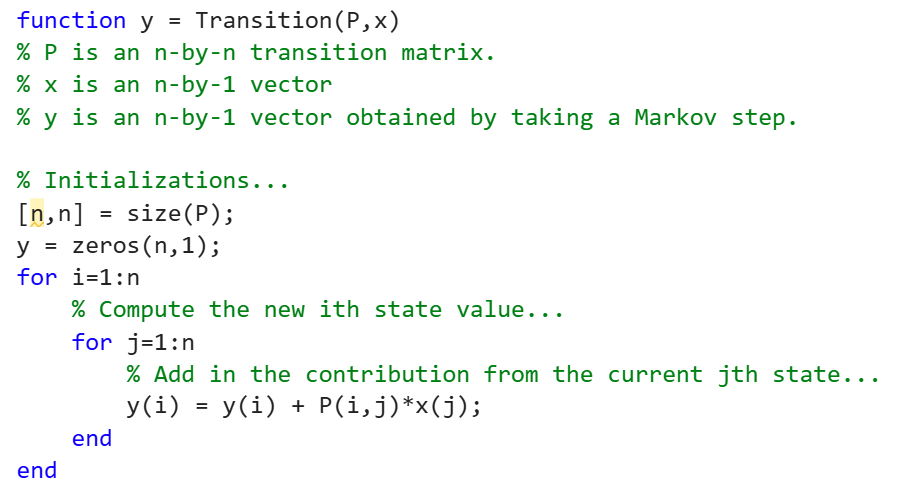 function y = Transition(P,x)
% P is an n-by-n transition matrix.
% x is an n-by-1 vector
% y is an n-by-1 vector obtained by taking a Markov step.
% Initializations...
[n,n] = size(P);
y = zeros(n,1);
for i=1:n
    % Compute the new ith state value...
    for j=1:n
        % Add in the contribution from the current jth state...
        y(i) = y(i) + P(i,j)*x(j);
    end
end